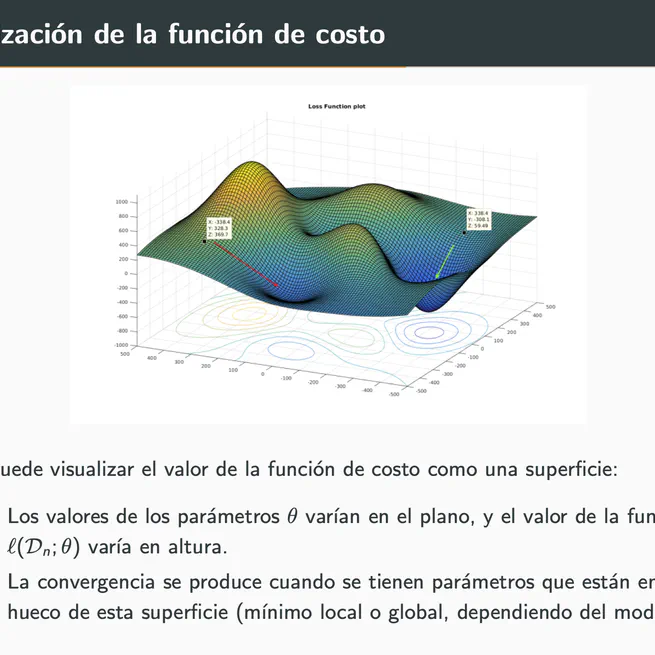 zación de la función de costo
Loss Function plot
X: -338.4
Y: 328.3
Z: 369.7
X: 338.4
Y: -308.1
Z: 59.49
1000
800
600
400
200
0
-200
-400
-600
-800
-1000
500
400
300
200
100
0
-100
-200
-300
-400
-500
-500
-400
-300
-200
-100
0
100
200
300
400
500
uede visualizar el valor de la función de costo como una superficie:
Los valores de los parámetros θ varían en el plano, y el valor de la fun
ℓ(𝒟n; θ) varía en altura.
La convergencia se produce cuando se tienen parámetros que están en
hueco de esta superficie (mínimo local o global, dependiendo del mod